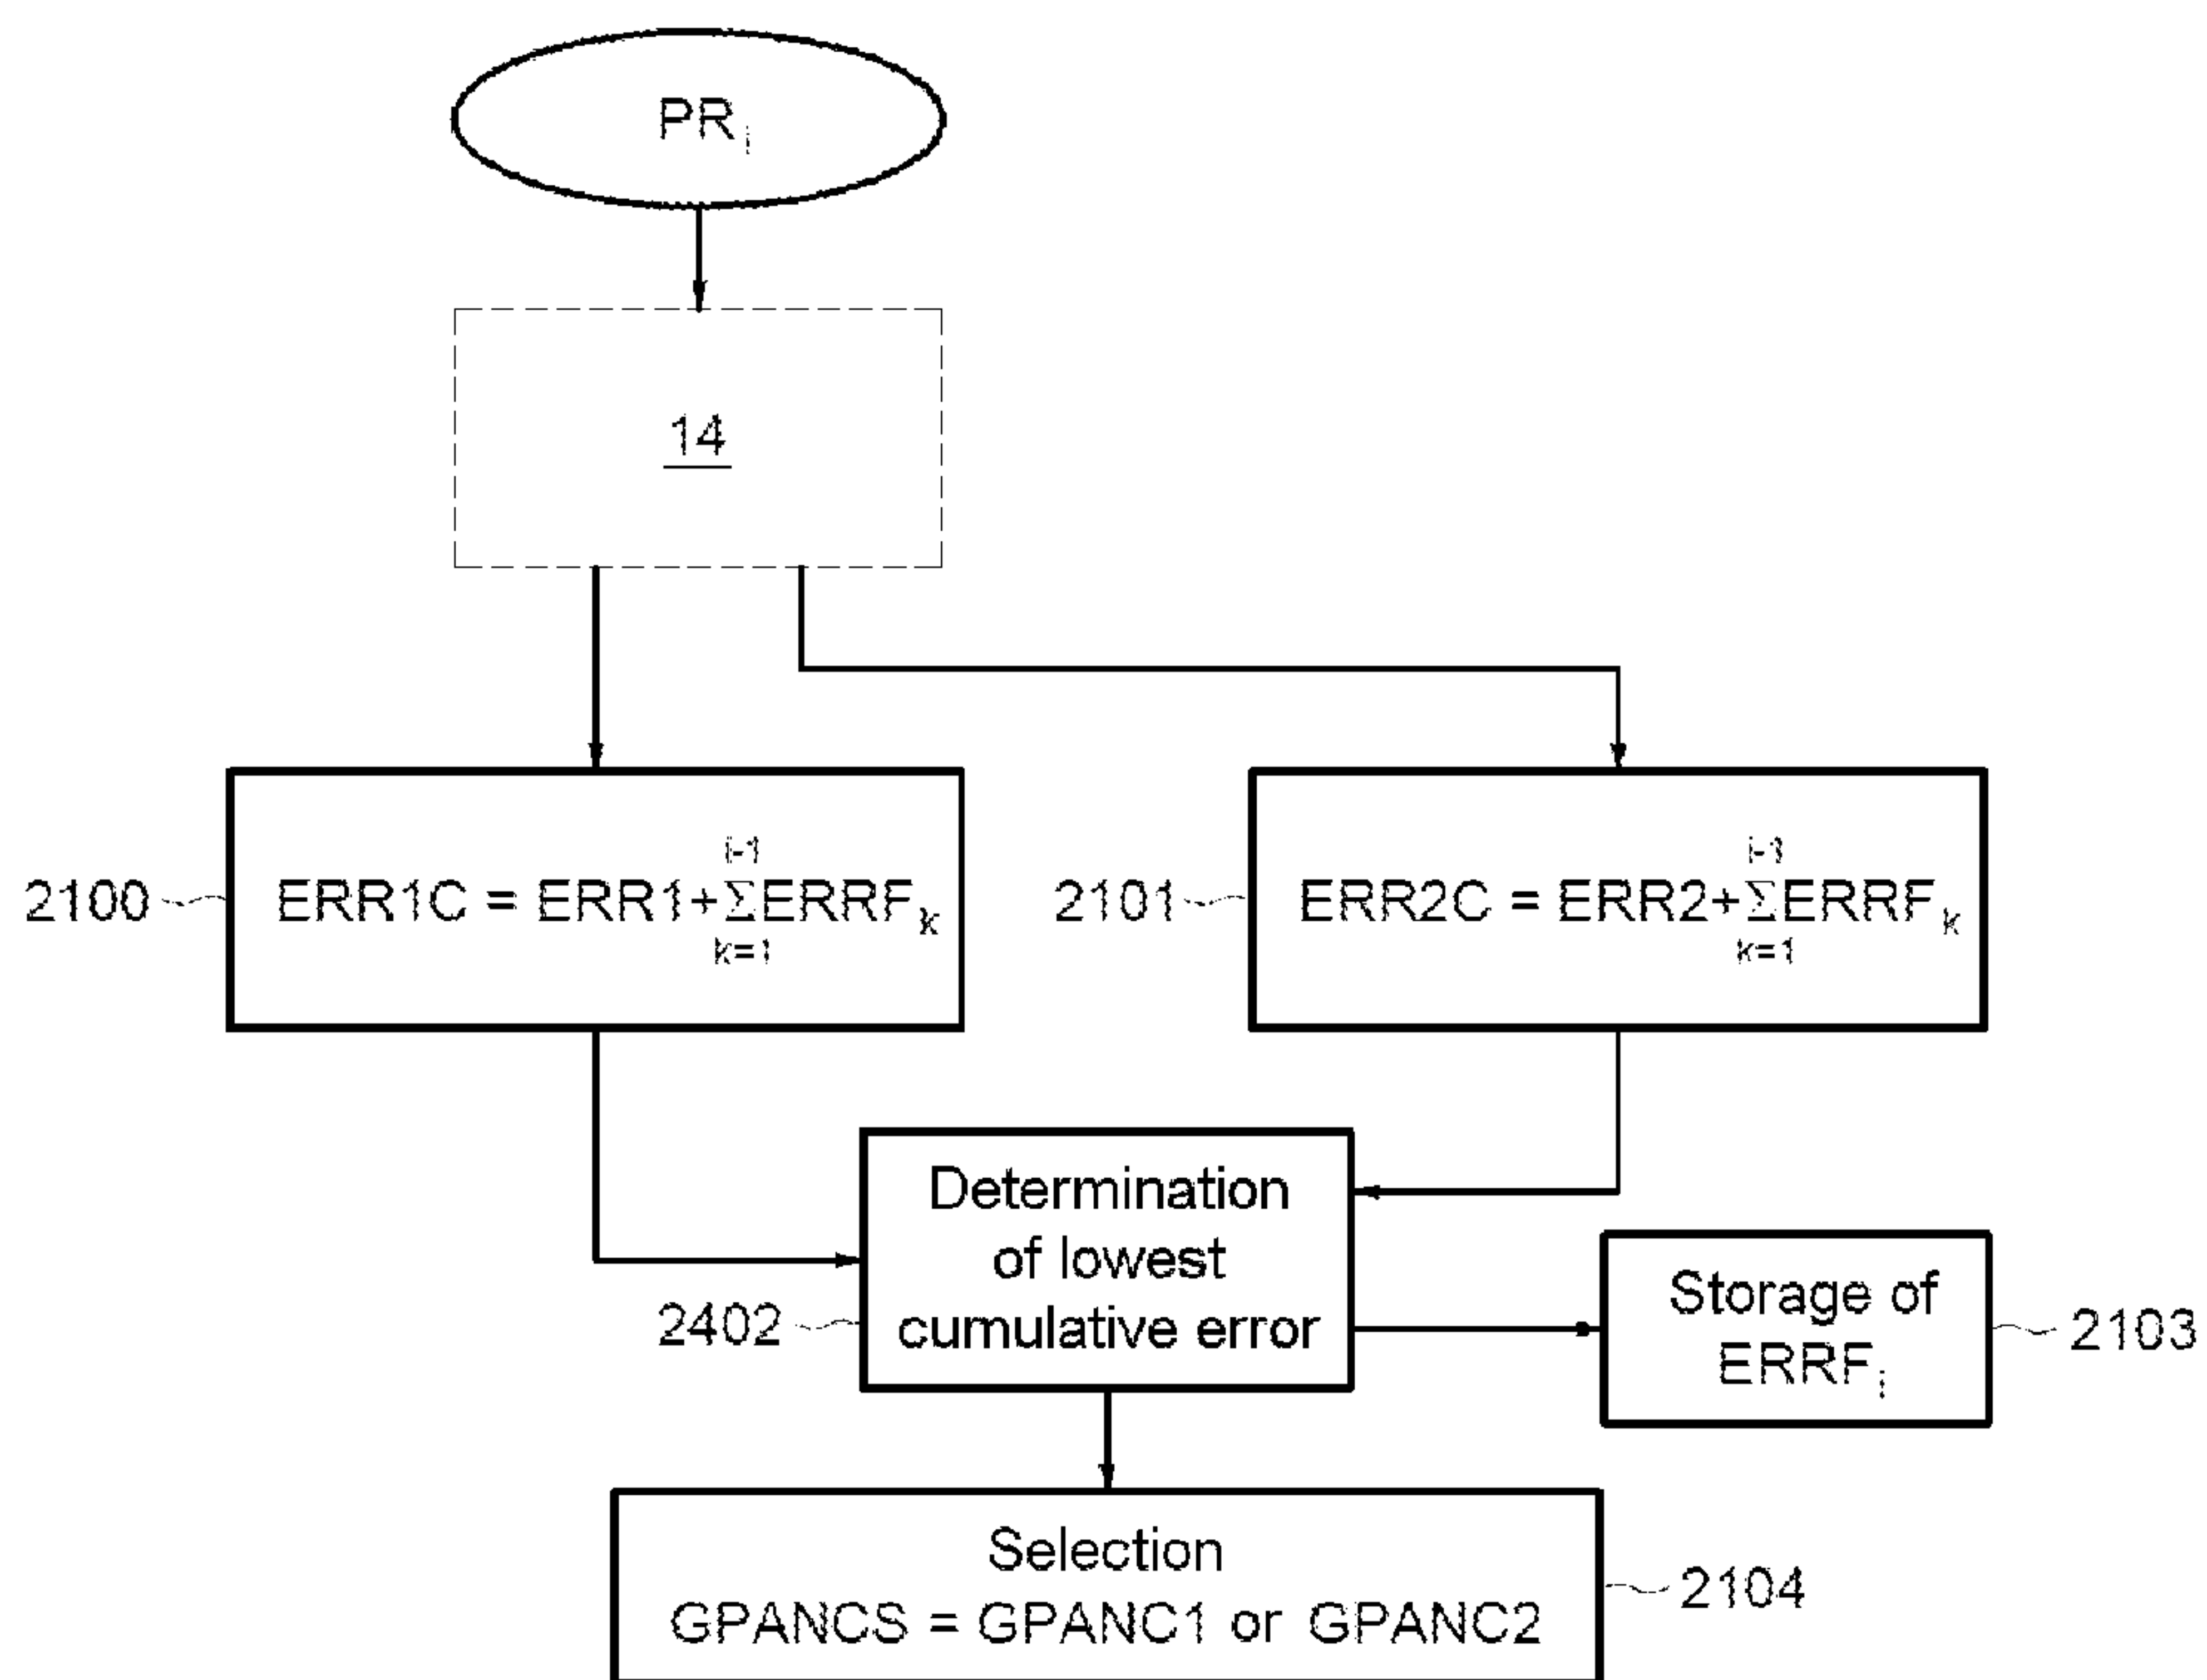 PRi
14
i-1
2100 ERR1C = ERR1+ΣERRFk
k=1
i-1
2101 ERR2C = ERR2+ΣERRFk
k=1
Determination
of lowest
2402 cumulative error
Storage of
ERRFi
2103
Selection
GPANCS = GPANC1 or GPANC2
2104